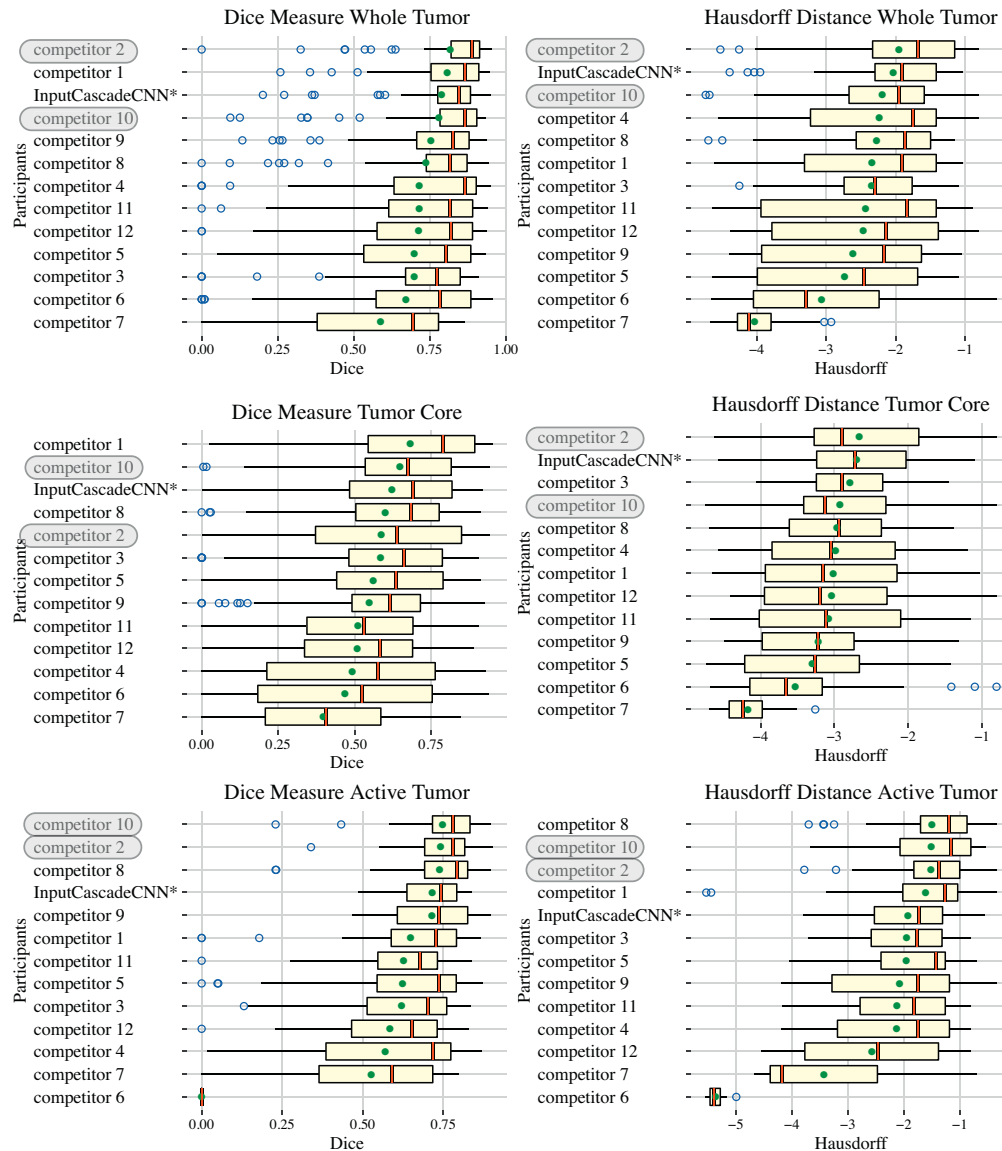 Dice Measure Whole Tumor
Participants
competitor 2
competitor 1
InputCascadeCNN*
competitor 10
competitor 9
competitor 8
competitor 4
competitor 11
competitor 12
competitor 5
competitor 3
competitor 6
competitor 7
0.00 0.25 0.50 0.75 1.00
Dice
Hausdorff Distance Whole Tumor
Participants
competitor 2
InputCascadeCNN*
competitor 10
competitor 4
competitor 8
competitor 1
competitor 3
competitor 11
competitor 12
competitor 9
competitor 5
competitor 6
competitor 7
−4 −3 −2 −1
Hausdorff
Dice Measure Tumor Core
Participants
competitor 1
competitor 10
InputCascadeCNN*
competitor 8
competitor 2
competitor 3
competitor 5
competitor 9
competitor 11
competitor 12
competitor 4
competitor 6
competitor 7
0.00 0.25 0.50 0.75
Dice
Hausdorff Distance Tumor Core
Participants
competitor 2
InputCascadeCNN*
competitor 3
competitor 10
competitor 8
competitor 4
competitor 1
competitor 12
competitor 11
competitor 9
competitor 5
competitor 6
competitor 7
−4 −3 −2 −1
Hausdorff
Dice Measure Active Tumor
Participants
competitor 10
competitor 2
competitor 8
InputCascadeCNN*
competitor 9
competitor 1
competitor 11
competitor 5
competitor 3
competitor 12
competitor 4
competitor 7
competitor 6
0.00 0.25 0.50 0.75
Dice
Hausdorff Distance Active Tumor
Participants
competitor 8
competitor 10
competitor 2
competitor 1
InputCascadeCNN*
competitor 3
competitor 5
competitor 9
competitor 11
competitor 4
competitor 12
competitor 7
competitor 6
−5 −4 −3 −2 −1
Hausdorff